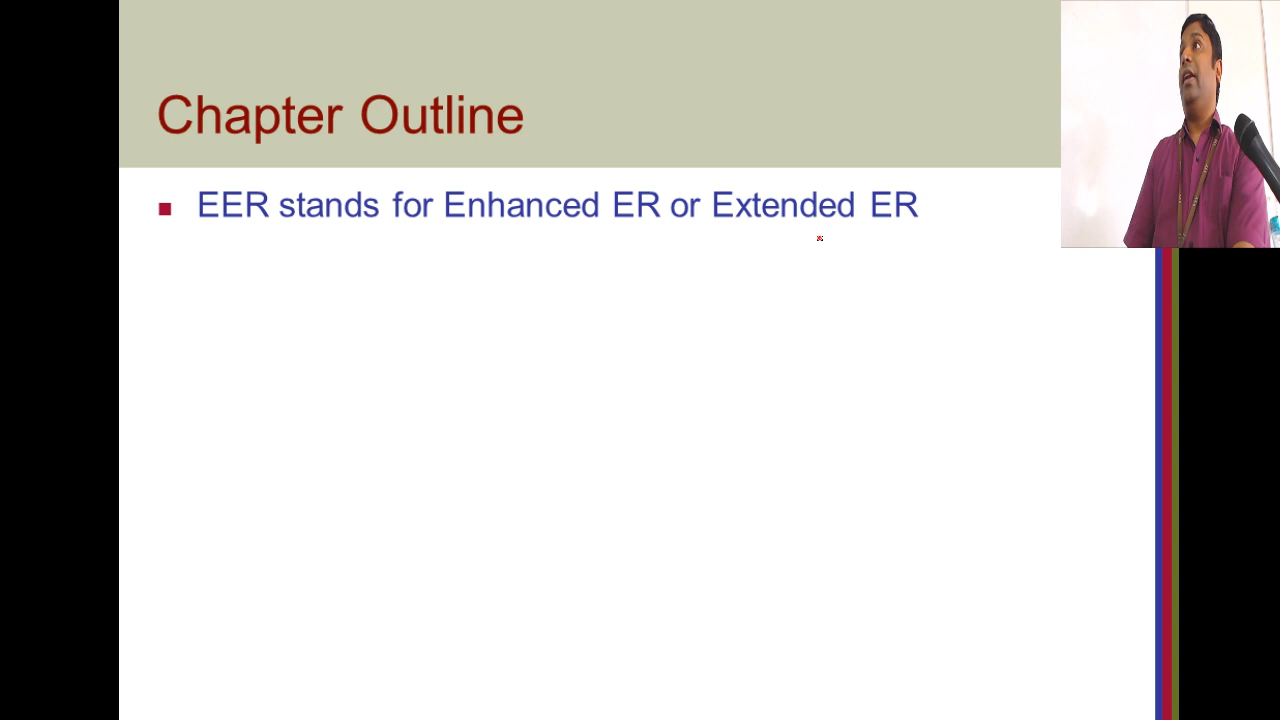 Chapter Outline
EER stands for Enhanced ER or Extended ER